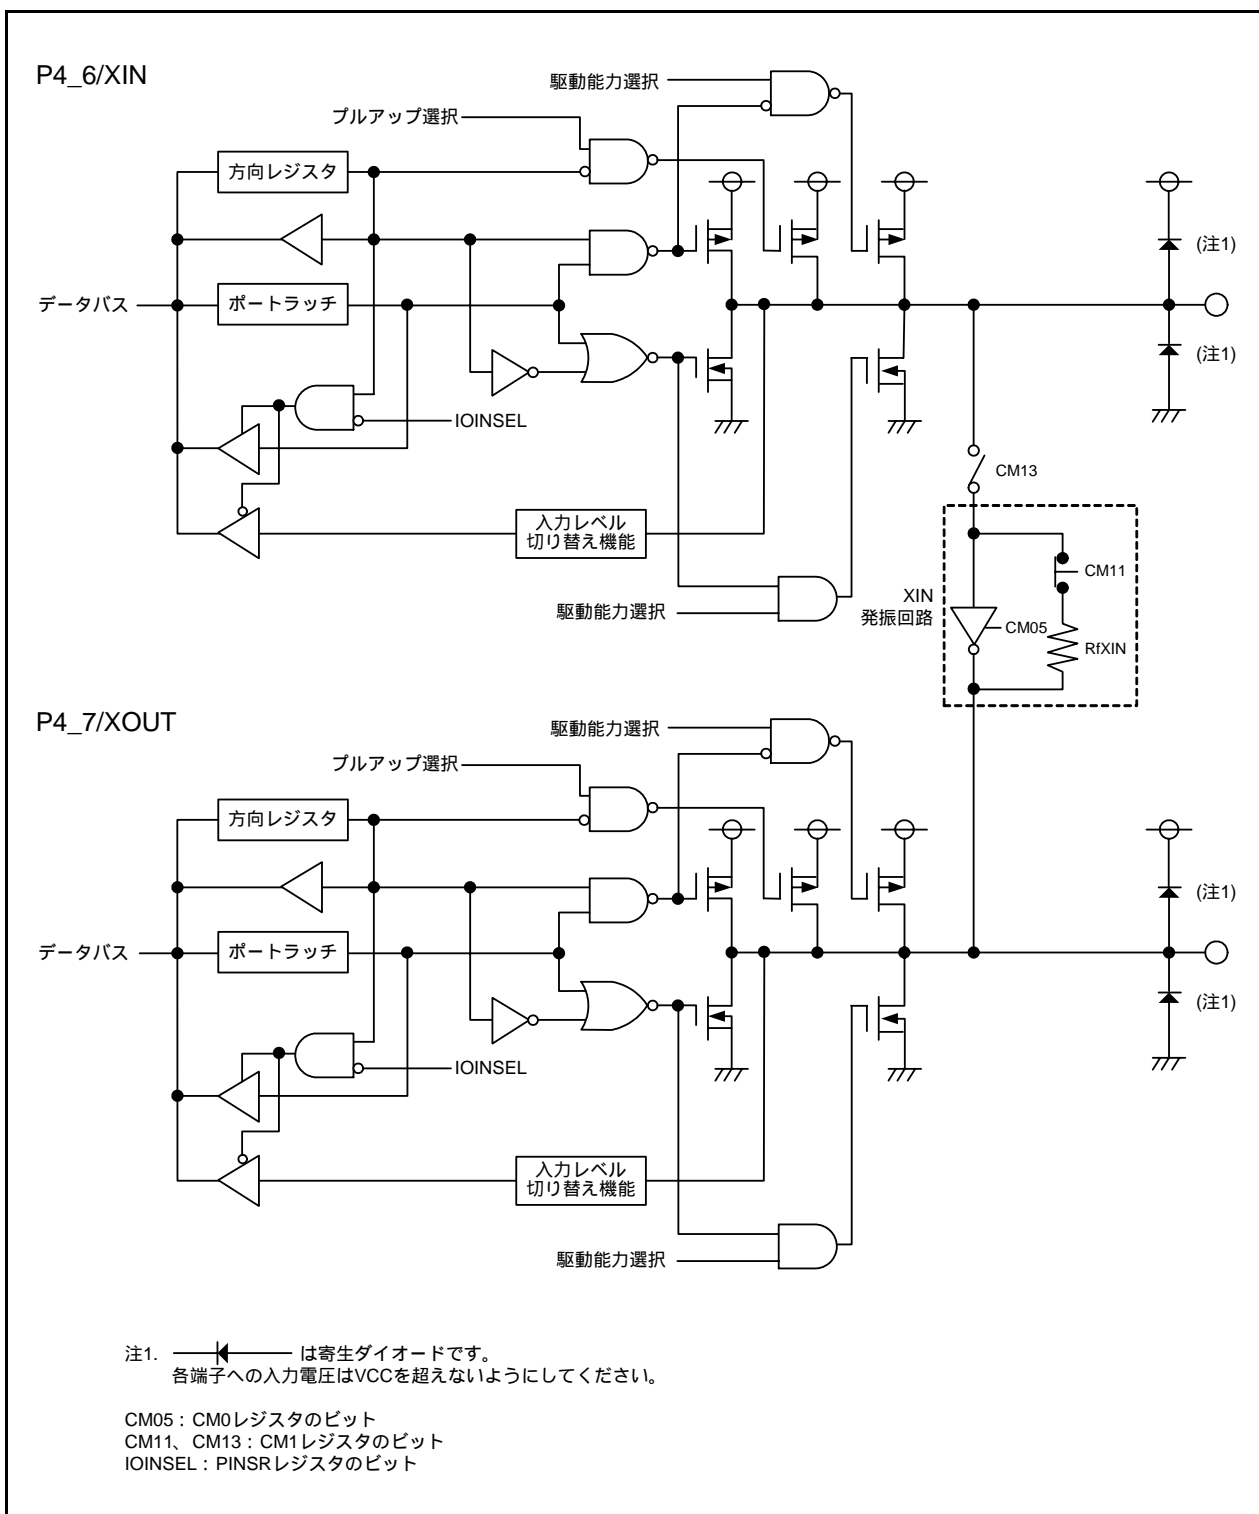 P4_6/XIN
駆動能力選択
プルアップ選択
方向レジスタ
(注1)
データバス
ポートラッチ
(注1)
IOINSEL
CM13
入力レベル
切り替え機能
CM11
XIN
発振回路
駆動能力選択
CM05
RfXIN
P4_7/XOUT
駆動能力選択
プルアップ選択
方向レジスタ
(注1)
データバス
ポートラッチ
(注1)
IOINSEL
入力レベル
切り替え機能
駆動能力選択
注1. は寄生ダイオードです。
各端子への入力電圧はVCCを超えないようにしてください。
CM05：CM0レジスタのビット
CM11、CM13：CM1レジスタのビット
IOINSEL：PINSRレジスタのビット